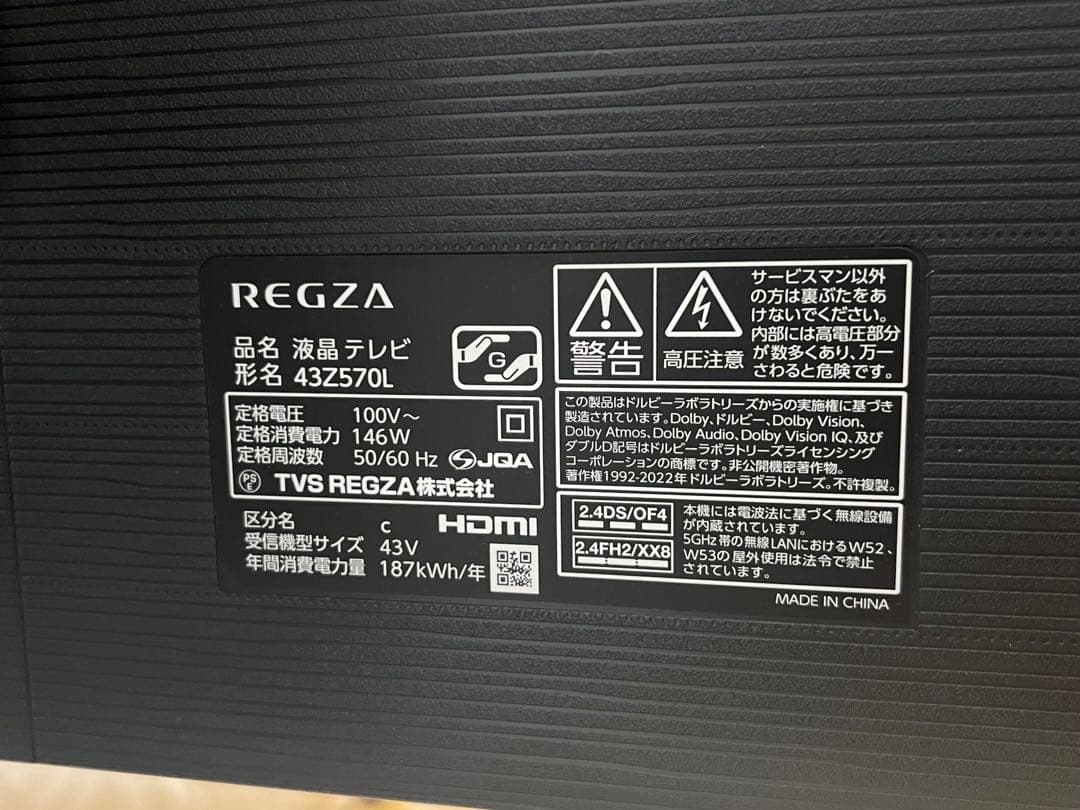 REGZA
品名 液晶テレビ
形名 43Z570L
G
定格電圧 100V～
定格消費電力 146W
定格周波数 50/60 Hz
JQA
PS
E
TVS REGZA株式会社
区分名 c
HDMI
受信機型サイズ 43V
年間消費電力量 187kWh/年
警告
高圧注意
サービスマン以外
の方は裏ぶたをあ
けないでください。
内部には高電圧部分
が数多くあり、万一
さわると危険です。
この製品はドルビーラボラトリーズからの実施権に基づき
製造されています。Dolby、ドルビー、Dolby Vision、
Dolby Atmos、Dolby Audio、Dolby Vision IQ、及び
ダブルD記号はドルビーラボラトリーズライセンシング
コーポレーションの商標です。非公開機密著作物。
著作権1992-2022年ドルビーラボラトリーズ。不許複製。
2.4DS/OF4
2.4FH2/XX8
本機には電波法に基づく無線設備
が内蔵されています。
5GHz帯の無線LANにおけるW52、
W53の屋外使用は法令で禁止
されています。
MADE IN CHINA